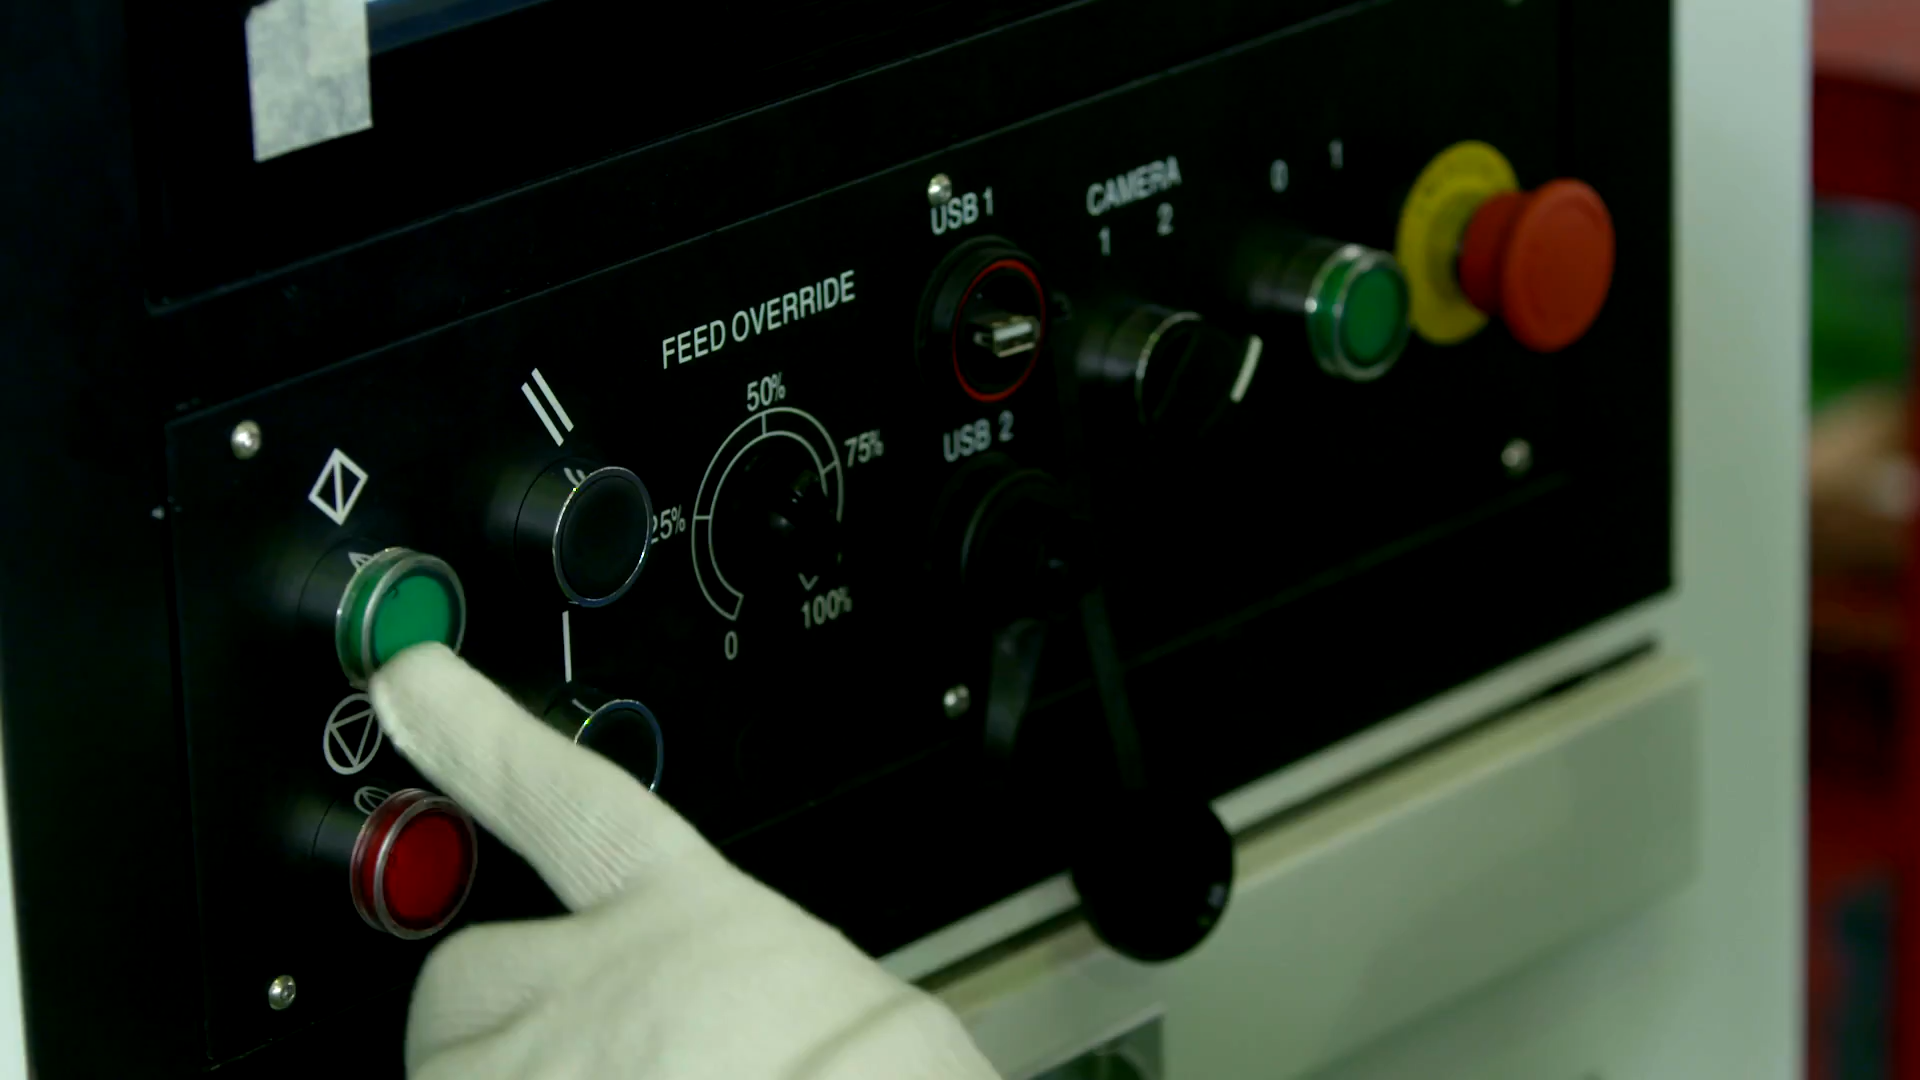 FEED OVERRIDE
0
25%
50%
75%
100%
USB 1
USB 2
CAMERA
1 2
0 1